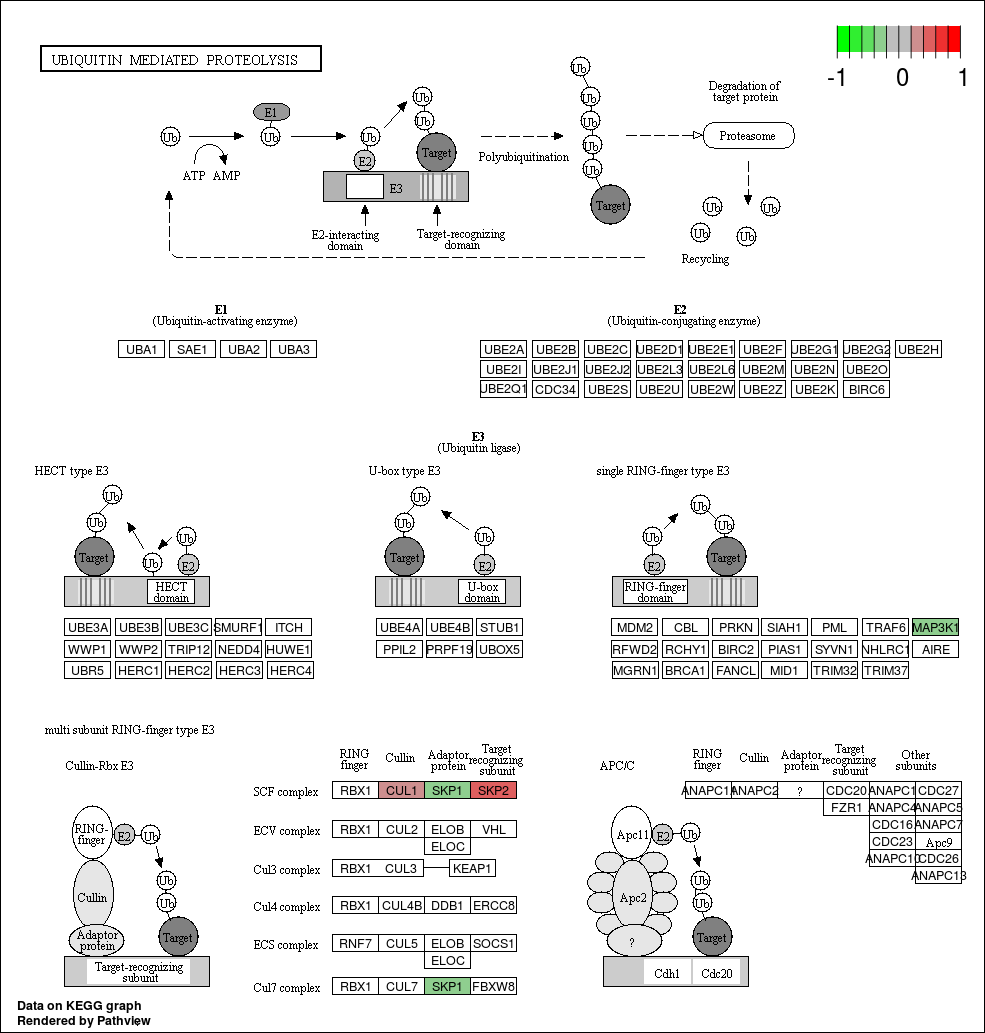 UBIQUITIN MEDIATED PROTEOLYSIS
-1 0 1
Ub
ATP AMP
E1
Ub
Ub
E2
E3
Ub
Ub
Target
E2-interacting
domain
Target-recognizing
domain
Polyubiquitination
Ub
Ub
Ub
Ub
Ub
Target
Degradation of
target protein
Proteasome
Ub Ub
Ub Ub
Recycling
E1
(Ubiquitin-activating enzyme)
UBA1 SAE1 UBA2 UBA3
E2
(Ubiquitin-conjugating enzyme)
UBE2A UBE2B UBE2C UBE2D1 UBE2E1 UBE2F UBE2G1 UBE2G2 UBE2H
UBE2I UBE2J1 UBE2J2 UBE2L3 UBE2L6 UBE2M UBE2N UBE2O
UBE2Q1 CDC34 UBE2S UBE2U UBE2W UBE2Z UBE2K BIRC6
E3
(Ubiquitin ligase)
HECT type E3
Ub
Ub
Target
Ub
Ub
E2
HECT
domain
UBE3A UBE3B UBE3C SMURF1 ITCH
WWP1 WWP2 TRIP12 NEDD4 HUWE1
UBR5 HERC1 HERC2 HERC3 HERC4
U-box type E3
Ub
Ub
Target
Ub
E2
U-box
domain
UBE4A UBE4B STUB1
PPIL2 PRPF19 UBOX5
single RING-finger type E3
Ub
Ub
Ub
E2
Target
RING-finger
domain
MDM2 CBL PRKN SIAH1 PML TRAF6 MAP3K1
RFWD2 RCHY1 BIRC2 PIAS1 SYVN1 NHLRC1 AIRE
MGRN1 BRCA1 FANCL MID1 TRIM32 TRIM37
multi subunit RING-finger type E3
Cullin-Rbx E3
RING-
finger
E2
Ub
Cullin
Ub
Ub
Adaptor
protein
Target
Target-recognizing
subunit
RING
finger
Cullin
Adaptor
protein
Target
recognizing
subunit
SCF complex RBX1 CUL1 SKP1 SKP2
ECV complex RBX1 CUL2 ELOB VHL
ELOC
Cul3 complex RBX1 CUL3 KEAP1
Cul4 complex RBX1 CUL4B DDB1 ERCC8
ECS complex RNF7 CUL5 ELOB SOCS1
ELOC
Cul7 complex RBX1 CUL7 SKP1 FBXW8
APC/C
RING
finger
Cullin
Adaptor
protein
Target
recognizing
subunit
Other
subunits
ANAPC11 ANAPC2 ? CDC20 ANAPC1 CDC27
FZR1 ANAPC4 ANAPC5
CDC16 ANAPC7
CDC23 Apc9
ANAPC10 CDC26
ANAPC13
Apc11
E2
Ub
Apc2
Ub
Ub
?
Target
Cdh1 Cdc20
Data on KEGG graph
Rendered by Pathview